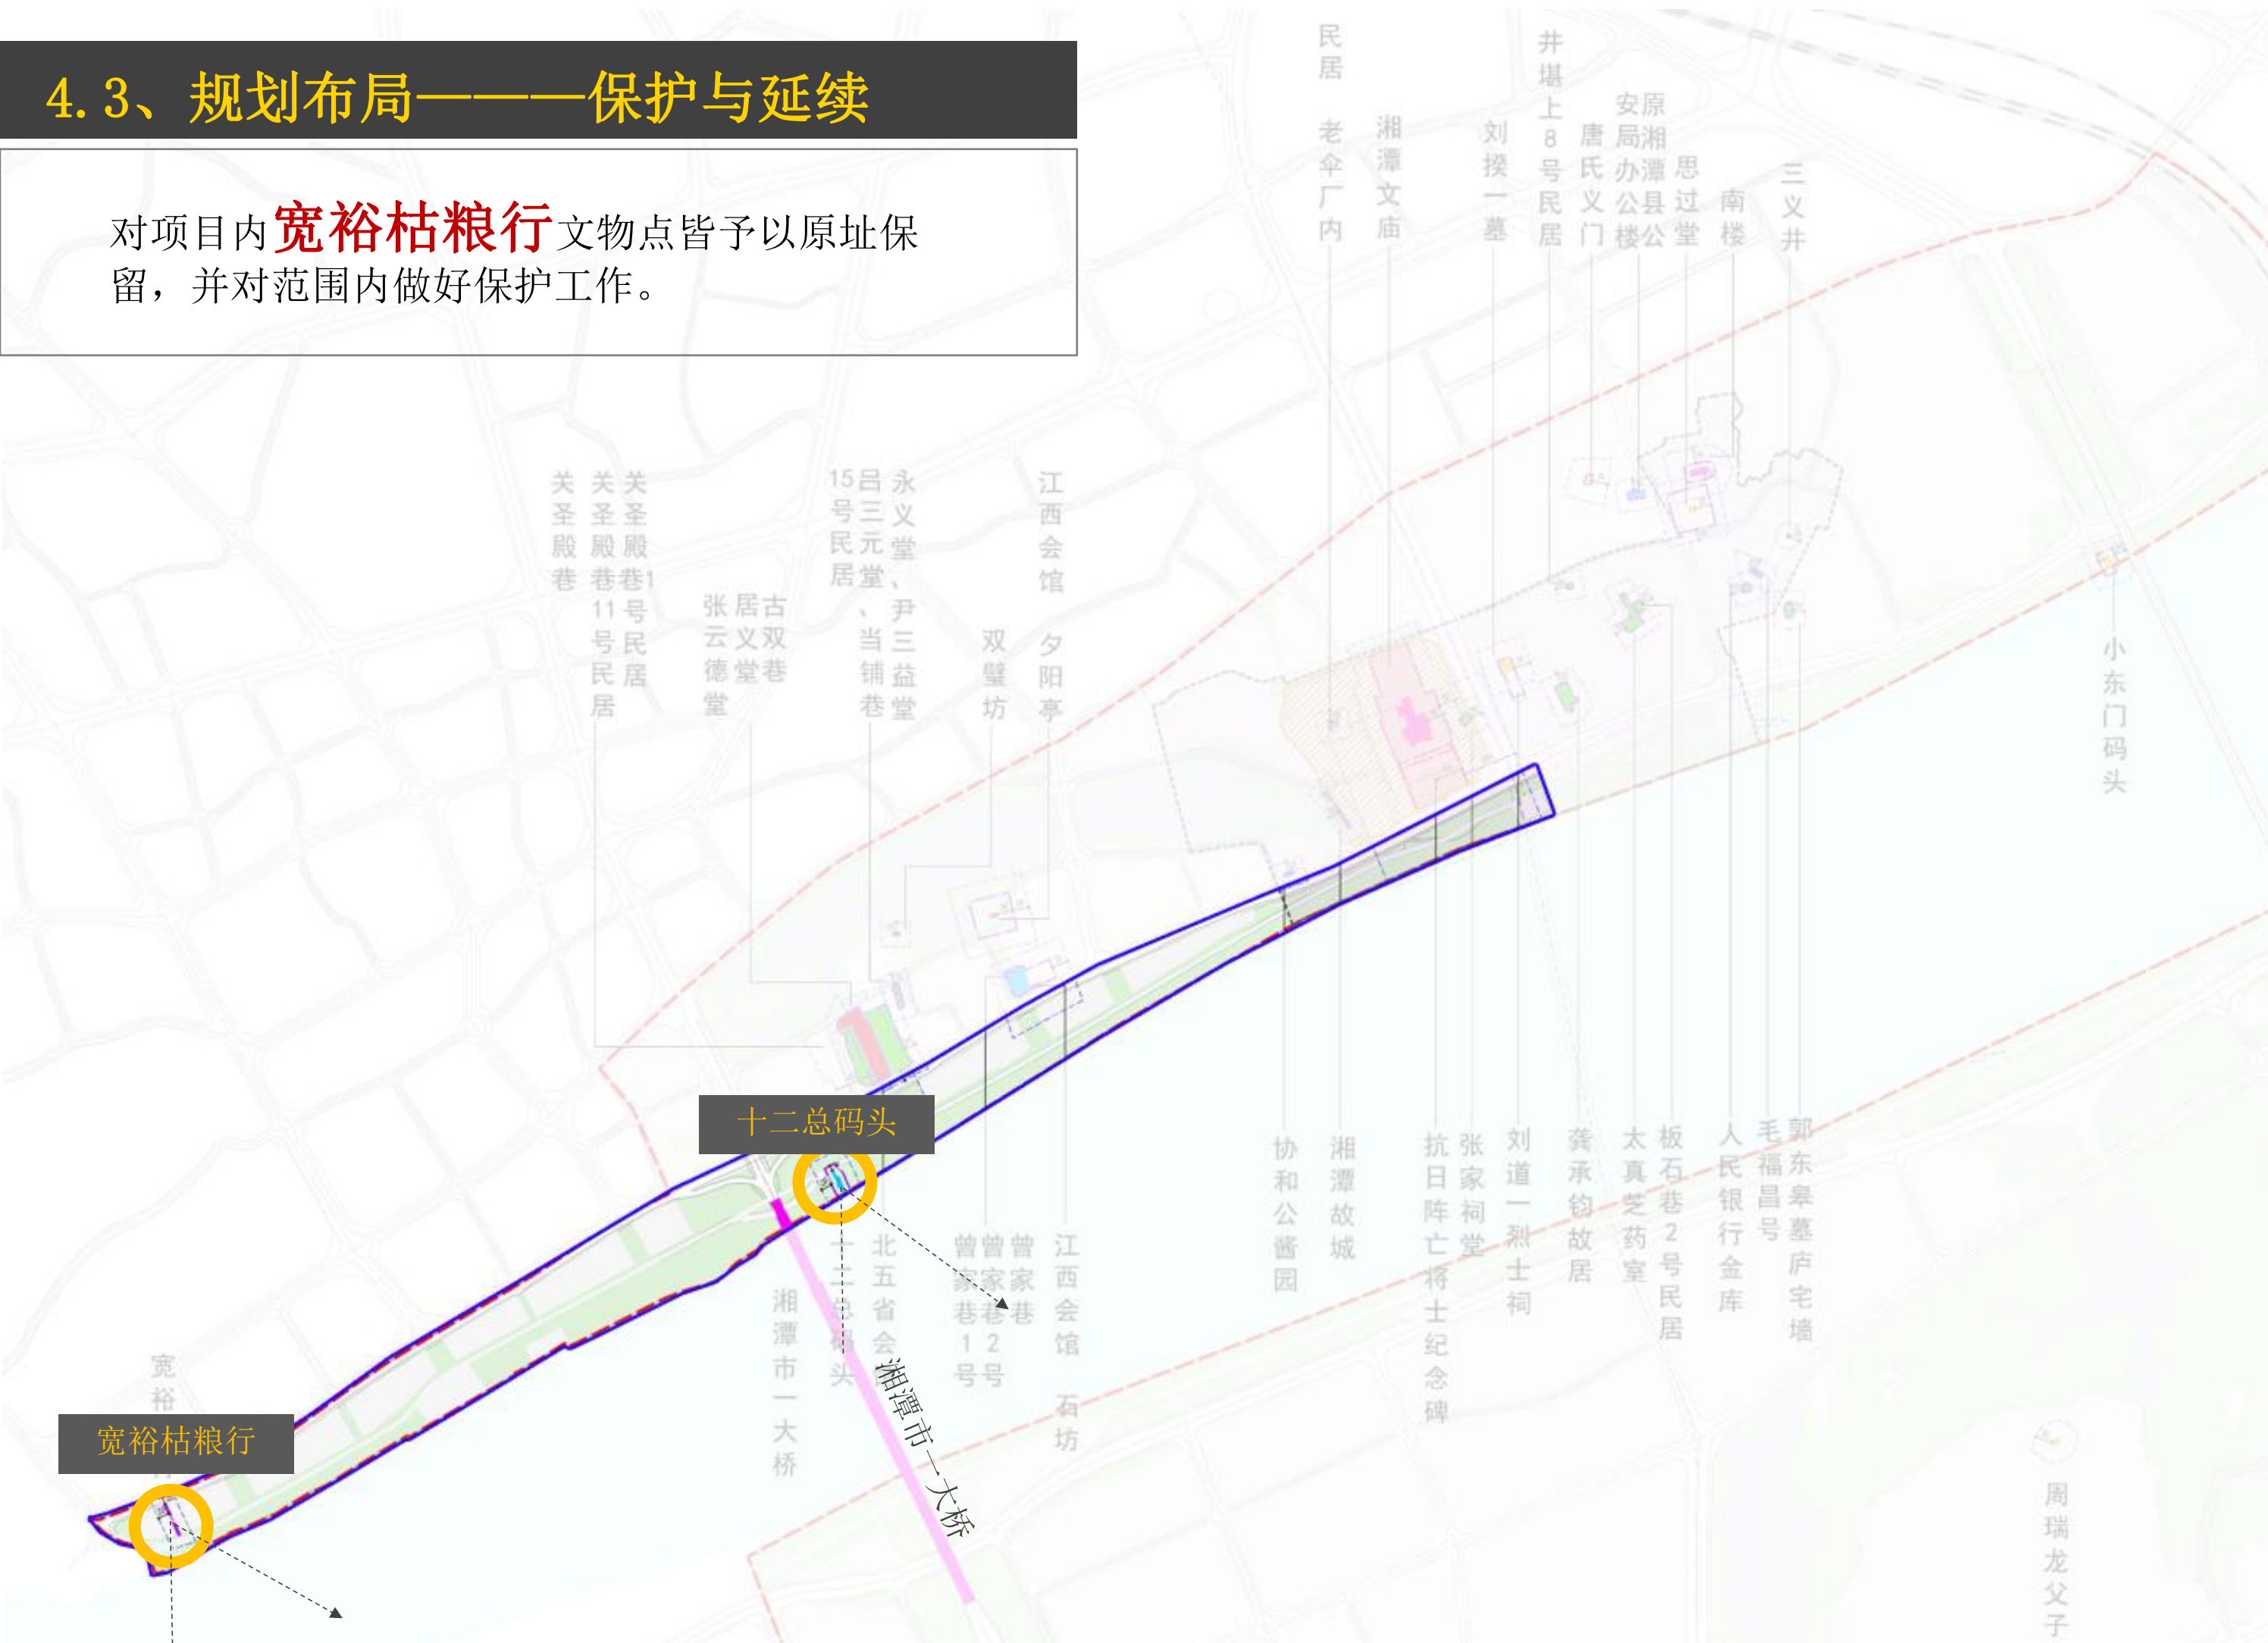 4.3、规划布局———保护与延续
对项目内宽裕枯粮行文物点皆予以原址保
留，并对范围内做好保护工作。
老伞厂内
民居
湘潭文庙
刘揆一墓
井堪上8号民居
唐氏义门
原湘潭县公
安局办公楼
思过堂
南楼
三义井
关圣殿巷
关圣殿巷11号民居
关圣殿巷1号民居
张云德堂
居义堂
古双巷
15号民居
吕三元堂、当铺巷
永义堂、尹三益堂
双璧坊
江西会馆 夕阳亭
小东门码头
十二总码头
宽裕枯粮行
宽裕
湘潭市一大桥
十二总码头
北五省会
曾家巷1号
曾家巷2号
曾家巷
江西会馆 石坊
湘潭市一大桥
协和公酱园
湘潭故城
抗日阵亡将士纪念碑
张家祠堂
刘道一烈士祠
龚承钧故居
太真芝药室
板石巷2号民居
人民银行金库
毛福昌号
郭东皋墓庐宅墙
周瑞龙父子